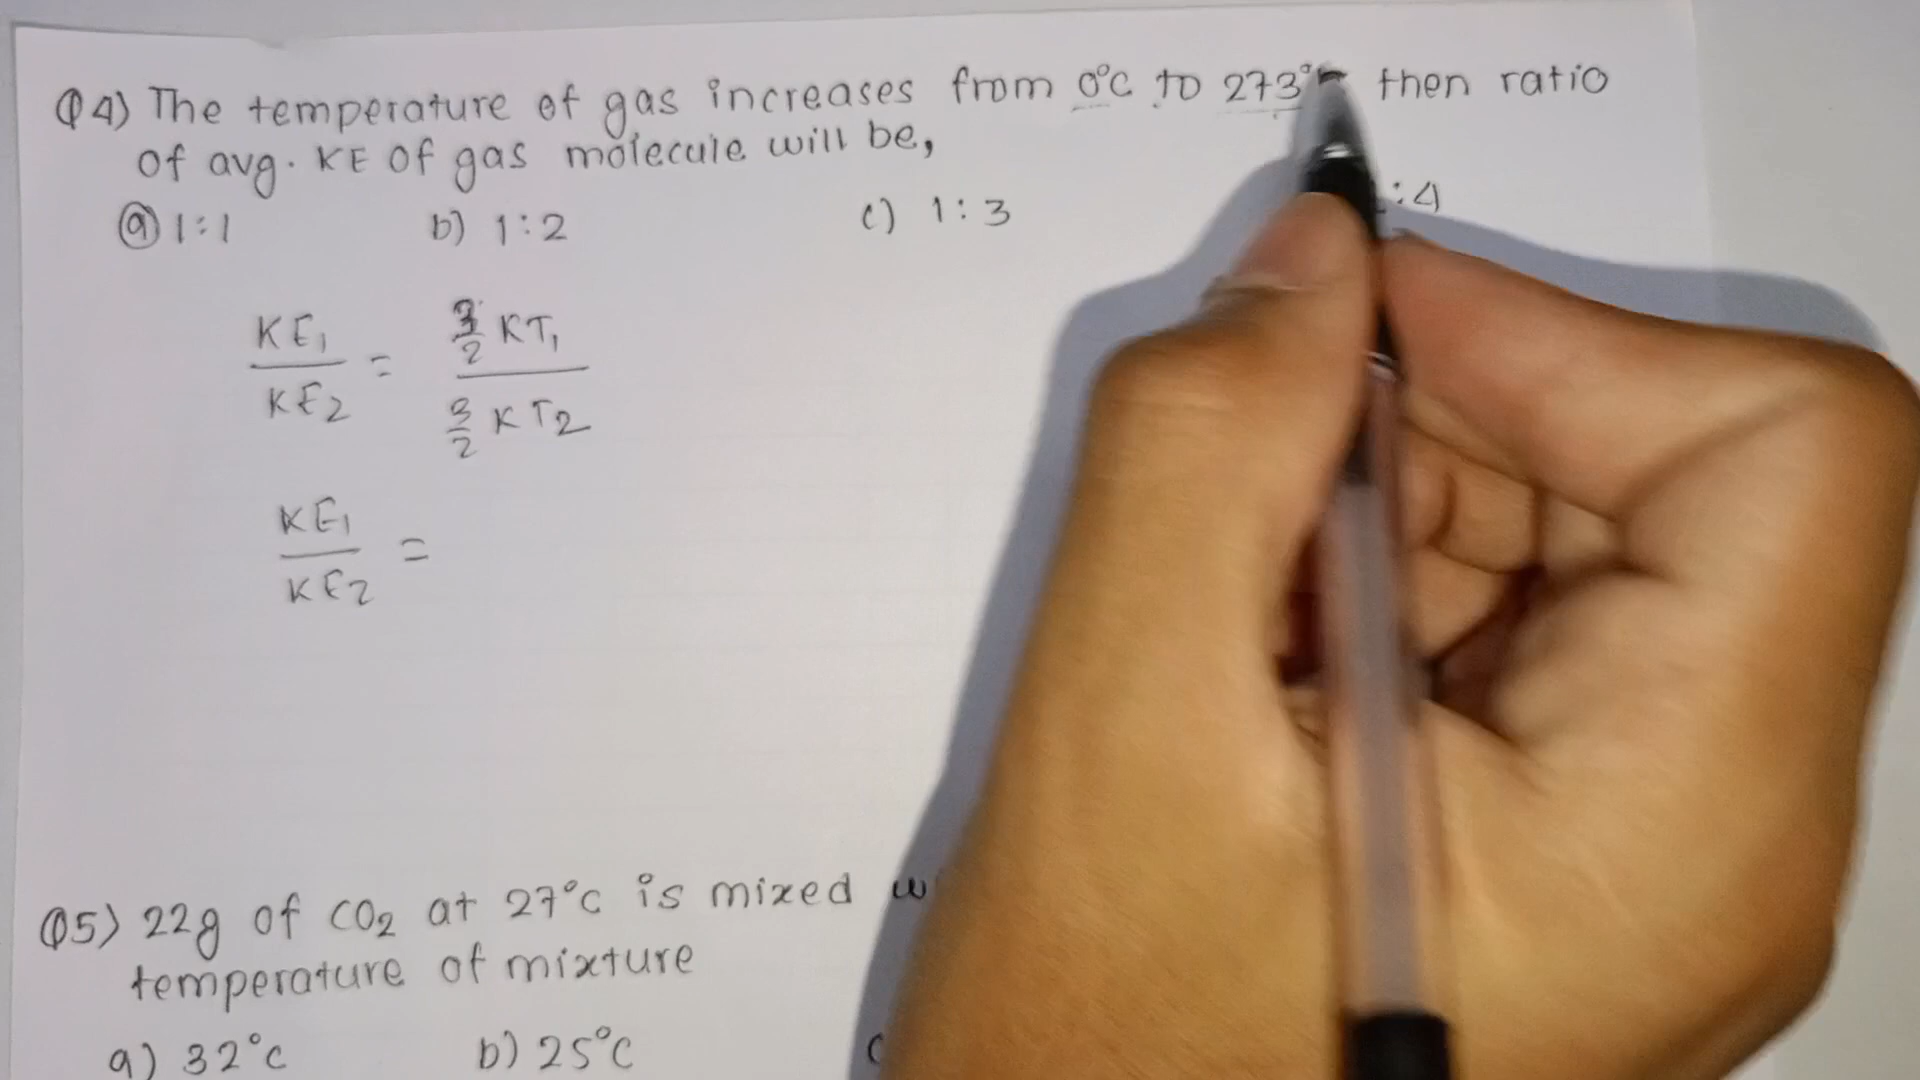 Q4) The temperature of gas increases from 0°C to 273° then ratio
of avg. KE of gas molecule will be,
a) 1:1 b) 1:2 c) 1:3 :4
KE1 / KE2 = 3/2 KT1 / 3/2 KT2
KE1 / KE2 =
Q5) 22g of CO2 at 27°C is mixed
temperature of mixture
a) 32°C b) 25°C